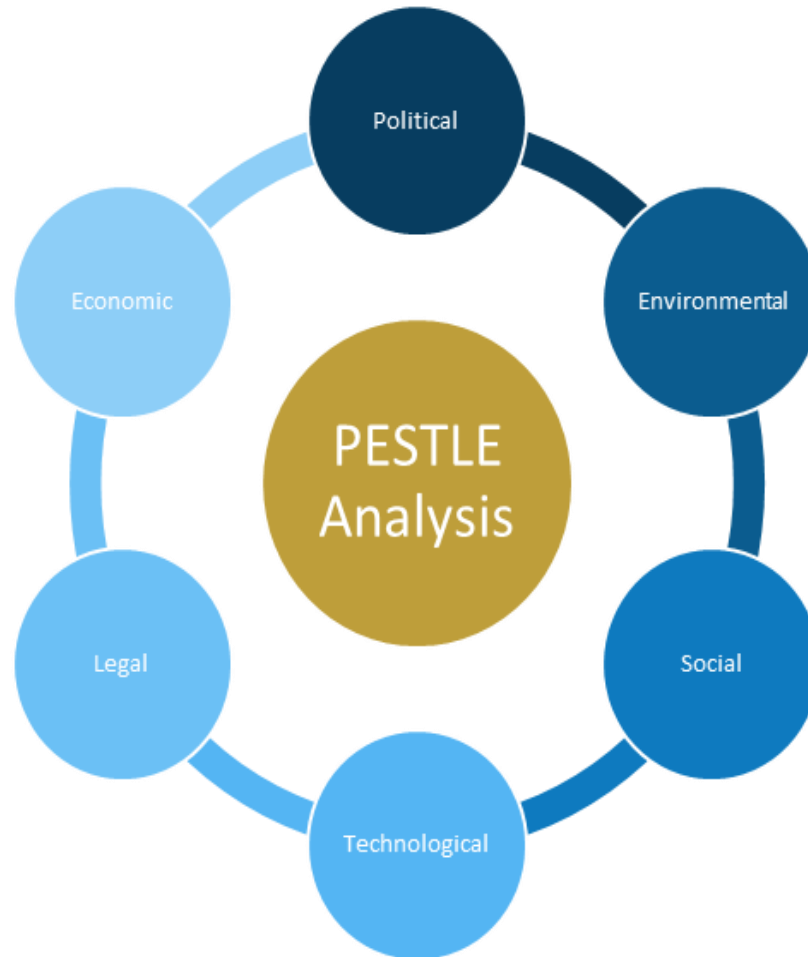 Political
Economic
Environmental
PESTLE
Analysis
Legal
Social
Technological